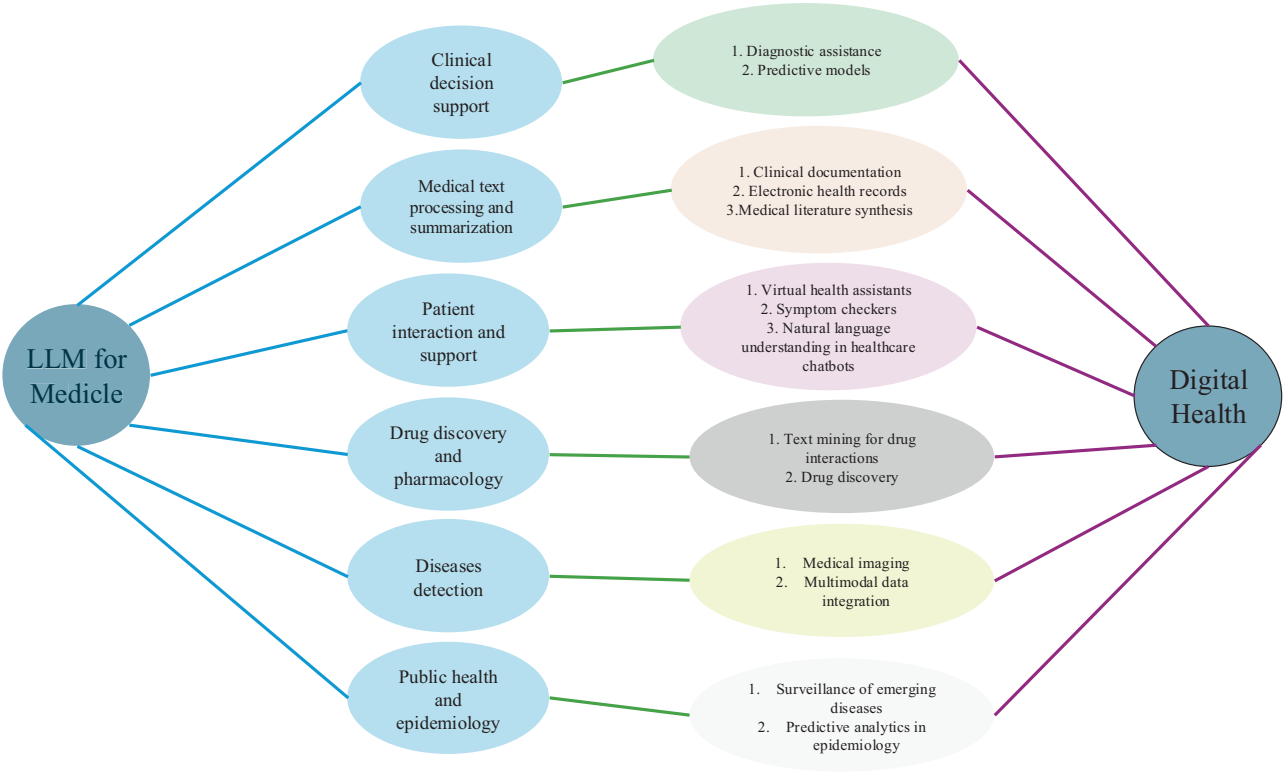 LLM for
Medicle
Clinical
decision
support
1. Diagnostic assistance
2. Predictive models
Medical text
processing and
summarization
1. Clinical documentation
2. Electronic health records
3.Medical literature synthesis
Patient
interaction and
support
1. Virtual health assistants
2. Symptom checkers
3. Natural language
understanding in healthcare
chatbots
Drug discovery
and
pharmacology
1. Text mining for drug
interactions
2. Drug discovery
Diseases
detection
1. Medical imaging
2. Multimodal data
integration
Public health
and
epidemiology
1. Surveillance of emerging
diseases
2. Predictive analytics in
epidemiology
Digital
Health